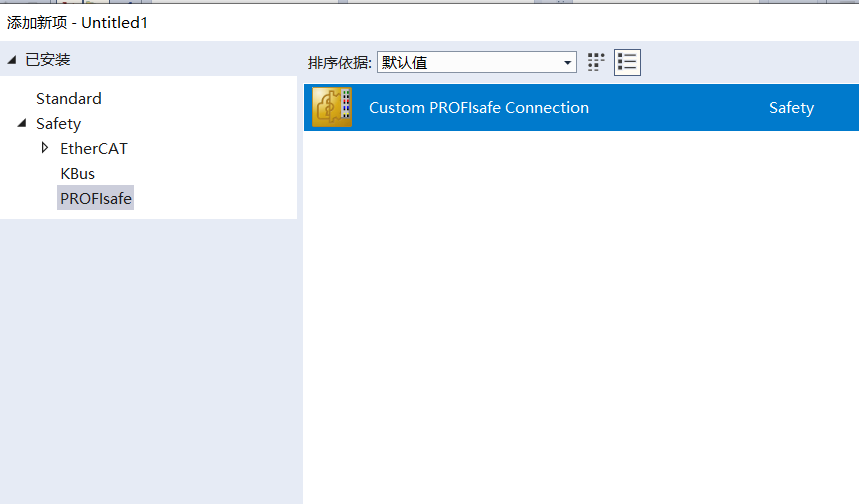 添加新项 - Untitled1
已安装
排序依据: 默认值
Standard
Safety
EtherCAT
KBus
PROFIsafe
Custom PROFIsafe Connection Safety